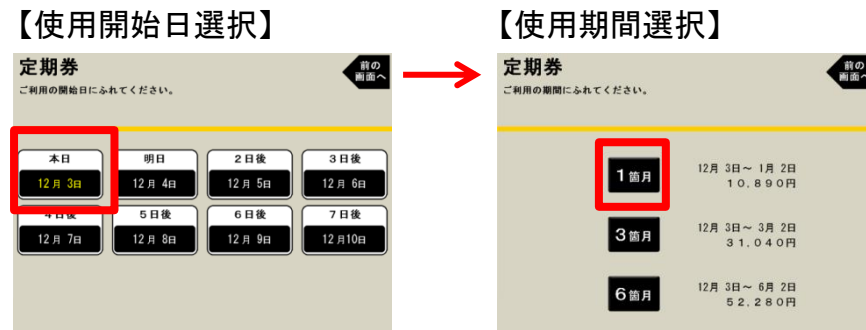 【使用開始日選択】
定期券
前の
画面へ
ご利用の開始日にふれてください。
本日
12月 3日
明日
12月 4日
2日後
12月 5日
3日後
12月 6日
4日後
12月 7日
5日後
12月 8日
6日後
12月 9日
7日後
12月10日
【使用期間選択】
定期券
前の
画面へ
ご利用の期間にふれてください。
1箇月
12月 3日～ 1月 2日
10,890円
3箇月
12月 3日～ 3月 2日
31,040円
6箇月
12月 3日～ 6月 2日
52,280円